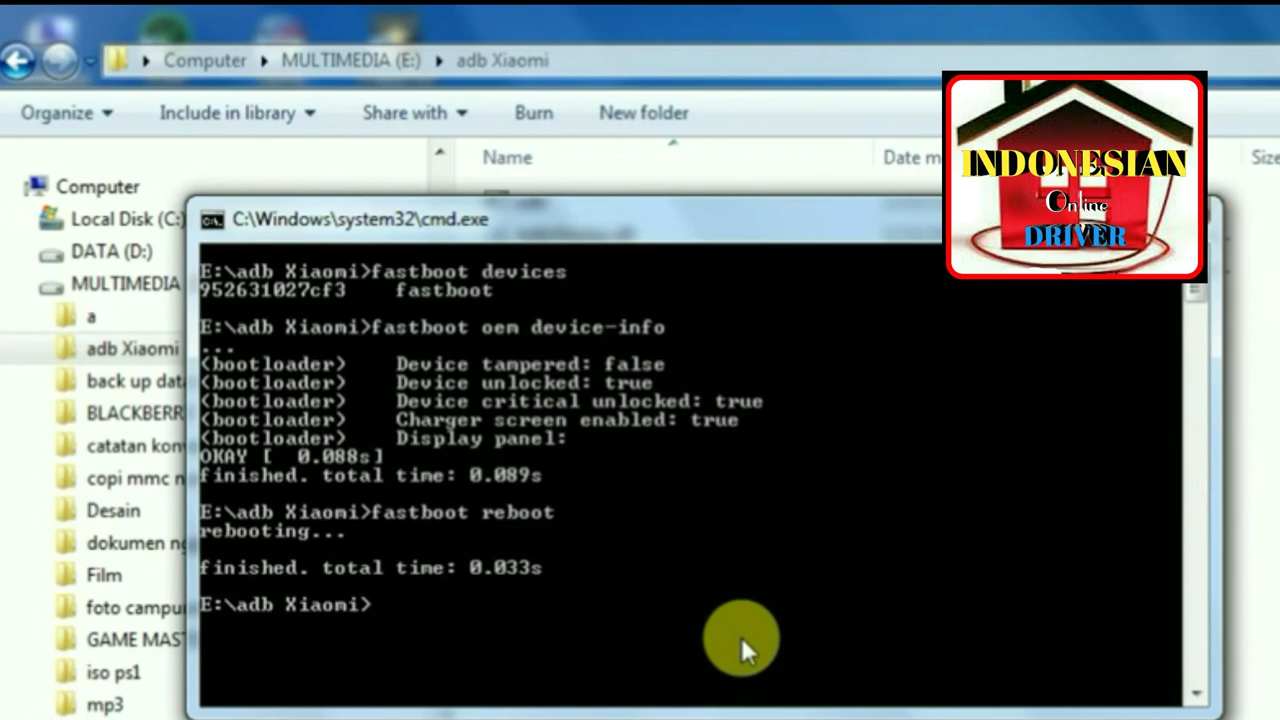 Computer MULTIMEDIA (E:) adb Xiaomi
Organize Include in library Share with Burn New folder
Name Date m Size
INDONESIAN
Online
DRIVER
Computer
Local Disk (C:)
DATA (D:)
MULTIMEDIA
a
adb Xiaomi
back up dat
BLACKBERR
catatan kon
copi mmc n
Desain
dokumen ng
Film
foto campu
GAME MAST
iso ps1
mp3
C:\Windows\system32\cmd.exe
E:\adb Xiaomi>fastboot devices
952631027cf3 fastboot
E:\adb Xiaomi>fastboot oem device-info
...
(bootloader) Device tampered: false
(bootloader) Device unlocked: true
(bootloader) Device critical unlocked: true
(bootloader) Charger screen enabled: true
(bootloader) Display panel:
OKAY [ 0.088s]
finished. total time: 0.089s
E:\adb Xiaomi>fastboot reboot
rebooting...
finished. total time: 0.033s
E:\adb Xiaomi>